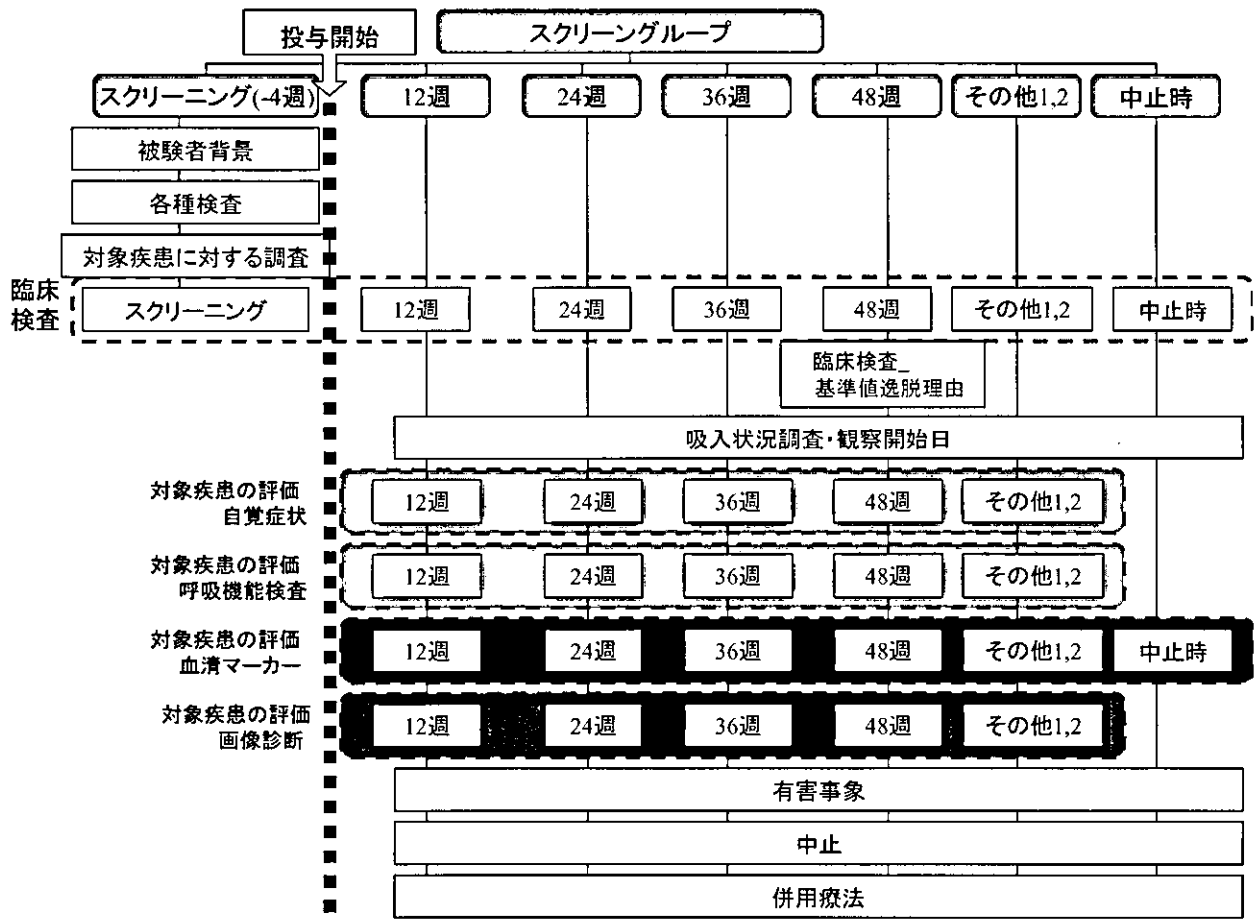 投与開始
スクリーングループ
スクリーニング(-4週)
12週
24週
36週
48週
その他1,2
中止時
被験者背景
各種検査
対象疾患に対する調査
臨床
検査
スクリーニング
12週
24週
36週
48週
その他1,2
中止時
臨床検査_
基準値逸脱理由
吸入状況調査・観察開始日
対象疾患の評価
自覚症状
12週
24週
36週
48週
その他1,2
対象疾患の評価
呼吸機能検査
12週
24週
36週
48週
その他1,2
対象疾患の評価
血清マーカー
12週
24週
36週
48週
その他1,2
中止時
対象疾患の評価
画像診断
12週
24週
36週
48週
その他1,2
有害事象
中止
併用療法